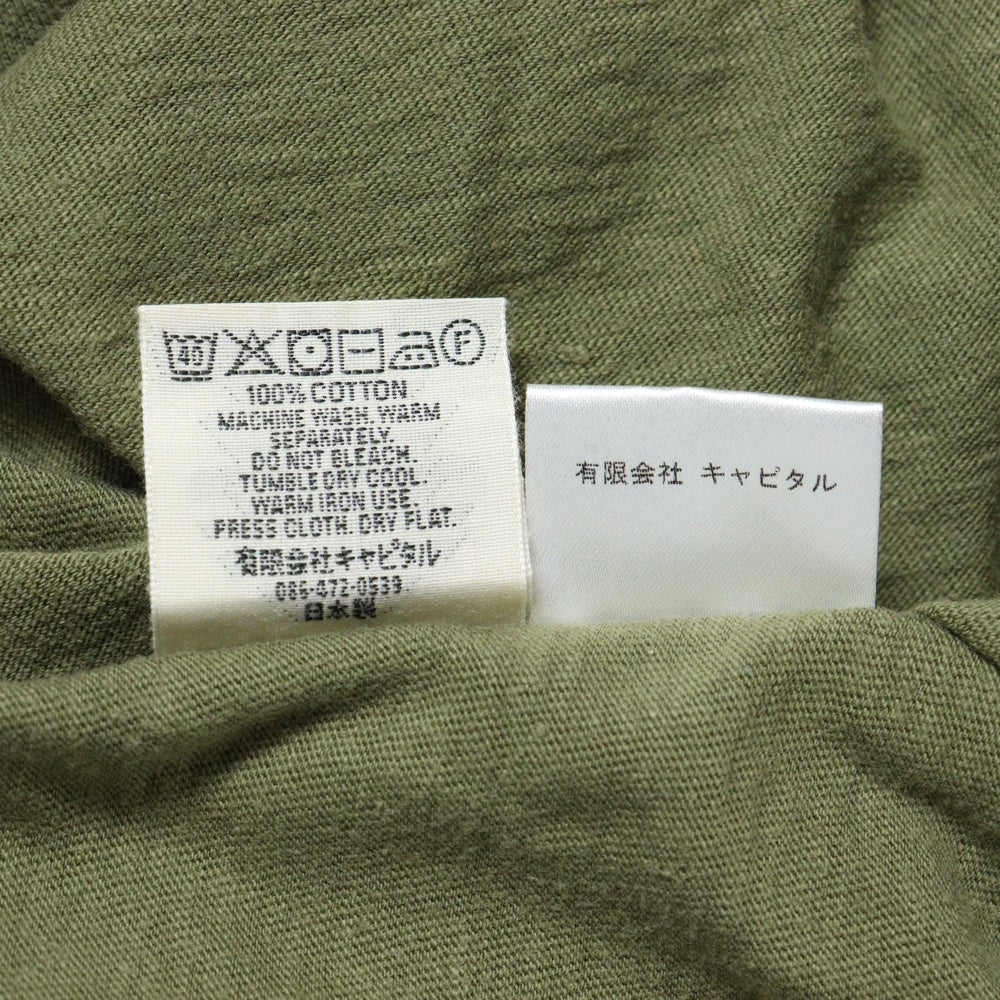 40 F
100% COTTON
MACHINE WASH WARM
SEPARATELY.
DO NOT BLEACH.
TUMBLE DRY COOL.
WARM IRON USE.
PRESS CLOTH. DRY FLAT.
有限会社キャピタル
086-472-0539
日本製
有限会社 キャピタル